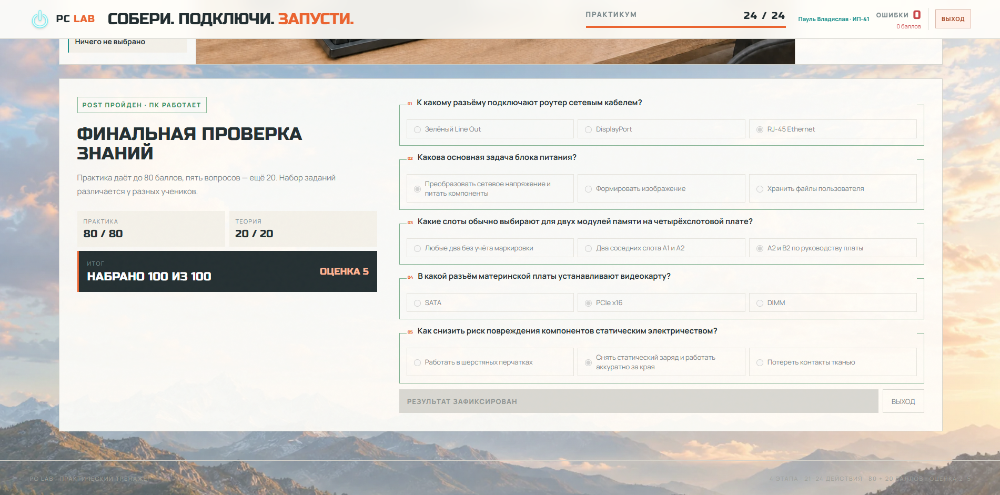 PC LAB
СОБЕРИ. ПОДКЛЮЧИ. ЗАПУСТИ.
ПРАКТИКУМ
24 / 24
Пауль Владислав · ИП-41
ОШИБКИ 0
0 баллов
ВЫХОД
Ничего не выбрано
POST ПРОЙДЕН · ПК РАБОТАЕТ
ФИНАЛЬНАЯ ПРОВЕРКА
ЗНАНИЙ
Практика даёт до 80 баллов, пять вопросов — ещё 20. Набор заданий
различается у разных учеников.
ПРАКТИКА
80 / 80
ТЕОРИЯ
20 / 20
ИТОГ
НАБРАНО 100 ИЗ 100
ОЦЕНКА 5
01 К какому разъёму подключают роутер сетевым кабелем?
Зелёный Line Out
DisplayPort
RJ-45 Ethernet
02 Какова основная задача блока питания?
Преобразовать сетевое напряжение и
питать компоненты
Формировать изображение
Хранить файлы пользователя
03 Какие слоты обычно выбирают для двух модулей памяти на четырёхслотовой плате?
Любые два без учёта маркировки
Два соседних слота A1 и A2
A2 и B2 по руководству платы
04 В какой разъём материнской платы устанавливают видеокарту?
SATA
PCIe x16
DIMM
05 Как снизить риск повреждения компонентов статическим электричеством?
Работать в шерстяных перчатках
Снять статический заряд и работать
аккуратно за края
Потереть контакты тканью
РЕЗУЛЬТАТ ЗАФИКСИРОВАН
ВЫХОД
PC LAB · ПРАКТИЧЕСКИЙ ТРЕНАЖЁР
4 ЭТАПА · 21–24 ДЕЙСТВИЯ · 80 + 20 БАЛЛОВ · ОЦЕНКА 2–5